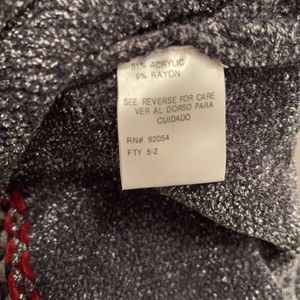 91% ACRYLIC
9% RAYON
SEE REVERSE FOR CARE
VER AL DORSO PARA
CUIDADO
RN# 92054
FTY 5-2